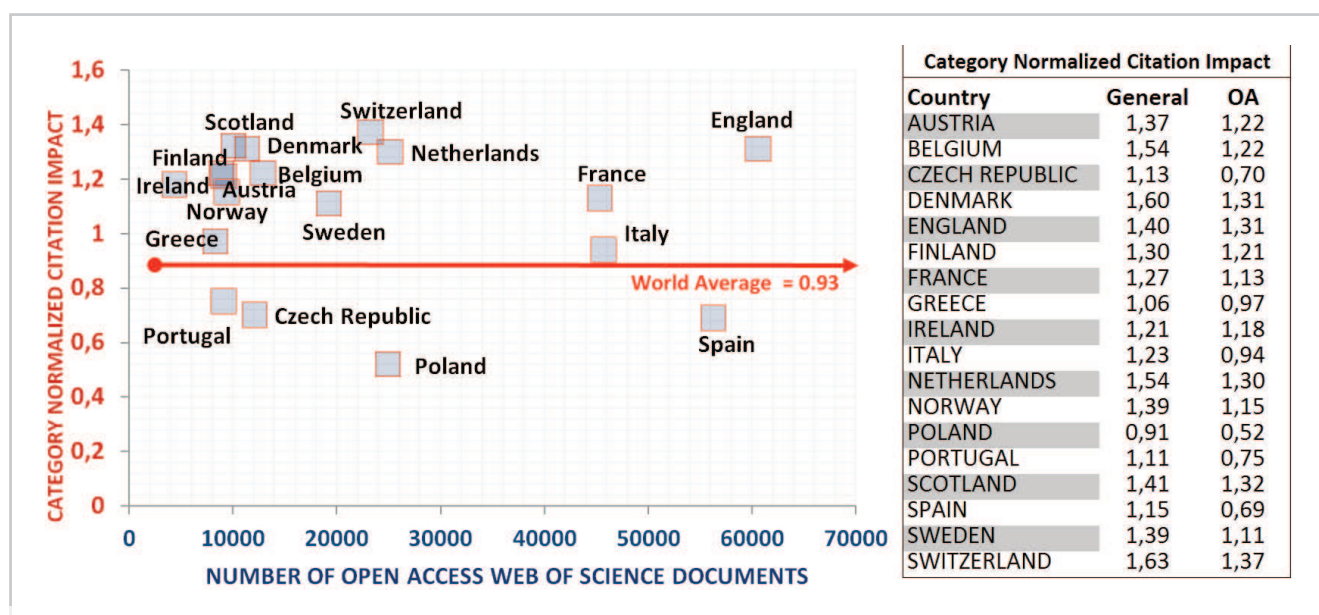 CATEGORY NORMALIZED CITATION IMPACT
1,6
1,4
1,2
1
0,8
0,6
0,4
0,2
0
Switzerland
Scotland
England
Denmark
Netherlands
Finland
Belgium
France
Ireland
Austria
Norway
Sweden
Italy
Greece
World Average = 0.93
Czech Republic
Portugal
Spain
Poland
0 10000 20000 30000 40000 50000 60000 70000
NUMBER OF OPEN ACCESS WEB OF SCIENCE DOCUMENTS
Category Normalized Citation Impact
Country General OA
AUSTRIA 1,37 1,22
BELGIUM 1,54 1,22
CZECH REPUBLIC 1,13 0,70
DENMARK 1,60 1,31
ENGLAND 1,40 1,31
FINLAND 1,30 1,21
FRANCE 1,27 1,13
GREECE 1,06 0,97
IRELAND 1,21 1,18
ITALY 1,23 0,94
NETHERLANDS 1,54 1,30
NORWAY 1,39 1,15
POLAND 0,91 0,52
PORTUGAL 1,11 0,75
SCOTLAND 1,41 1,32
SPAIN 1,15 0,69
SWEDEN 1,39 1,11
SWITZERLAND 1,63 1,37